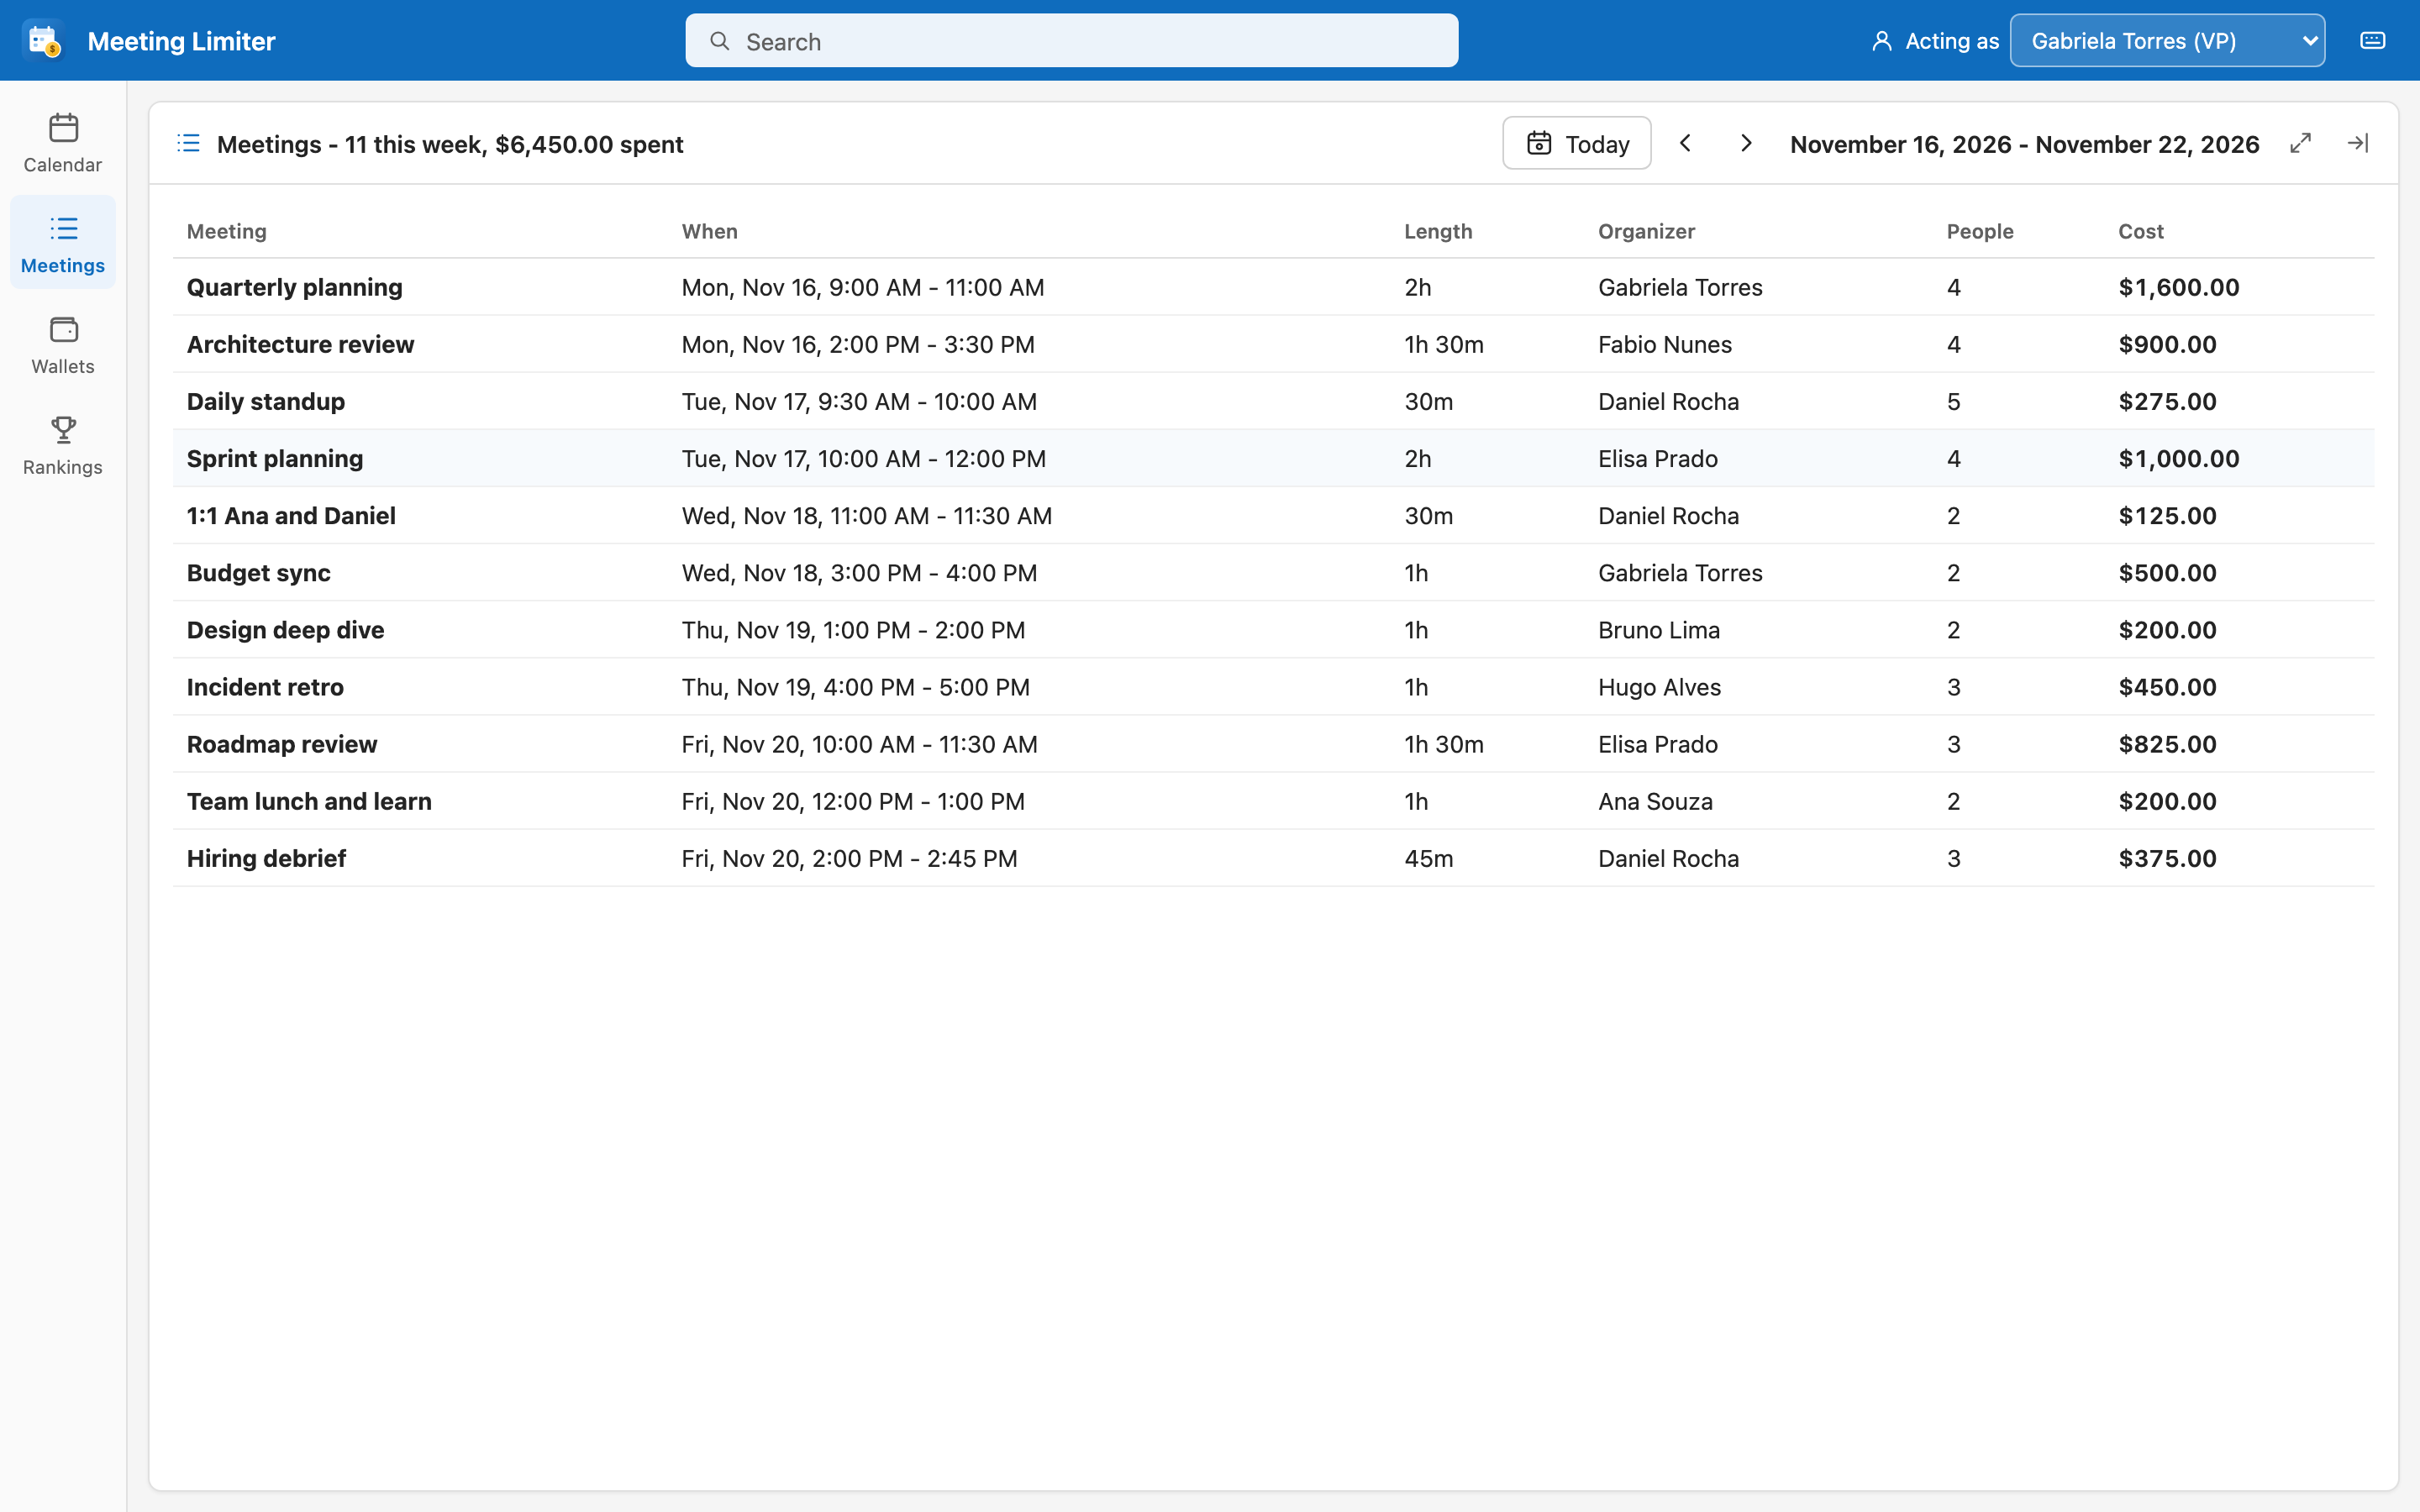 Meeting Limiter
Search
Acting as
Gabriela Torres (VP)
Calendar
Meetings
Wallets
Rankings
Meetings - 11 this week, $6,450.00 spent
Today
November 16, 2026 - November 22, 2026
Meeting When Length Organizer People Cost
Quarterly planning Mon, Nov 16, 9:00 AM - 11:00 AM 2h Gabriela Torres 4 $1,600.00
Architecture review Mon, Nov 16, 2:00 PM - 3:30 PM 1h 30m Fabio Nunes 4 $900.00
Daily standup Tue, Nov 17, 9:30 AM - 10:00 AM 30m Daniel Rocha 5 $275.00
Sprint planning Tue, Nov 17, 10:00 AM - 12:00 PM 2h Elisa Prado 4 $1,000.00
1:1 Ana and Daniel Wed, Nov 18, 11:00 AM - 11:30 AM 30m Daniel Rocha 2 $125.00
Budget sync Wed, Nov 18, 3:00 PM - 4:00 PM 1h Gabriela Torres 2 $500.00
Design deep dive Thu, Nov 19, 1:00 PM - 2:00 PM 1h Bruno Lima 2 $200.00
Incident retro Thu, Nov 19, 4:00 PM - 5:00 PM 1h Hugo Alves 3 $450.00
Roadmap review Fri, Nov 20, 10:00 AM - 11:30 AM 1h 30m Elisa Prado 3 $825.00
Team lunch and learn Fri, Nov 20, 12:00 PM - 1:00 PM 1h Ana Souza 2 $200.00
Hiring debrief Fri, Nov 20, 2:00 PM - 2:45 PM 45m Daniel Rocha 3 $375.00